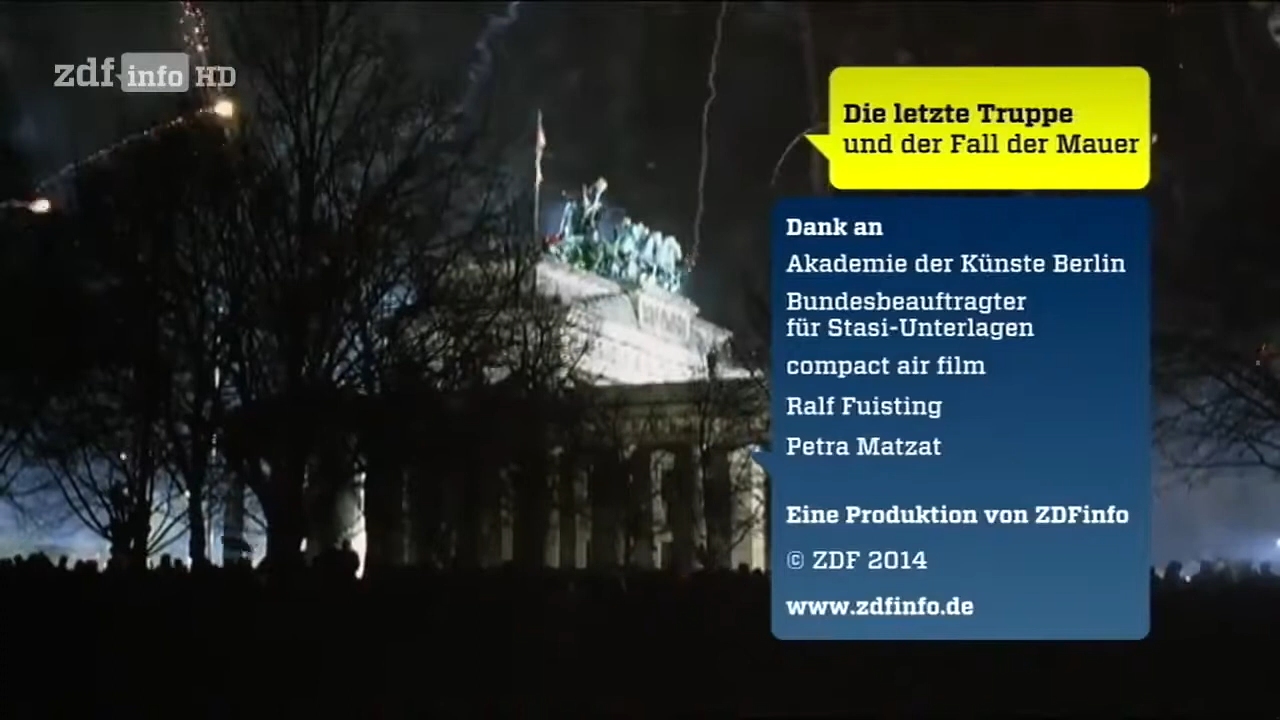 zdf info HD
Die letzte Truppe
und der Fall der Mauer
Dank an
Akademie der Künste Berlin
Bundesbeauftragter
für Stasi-Unterlagen
compact air film
Ralf Fuisting
Petra Matzat
Eine Produktion von ZDFinfo
© ZDF 2014
www.zdfinfo.de